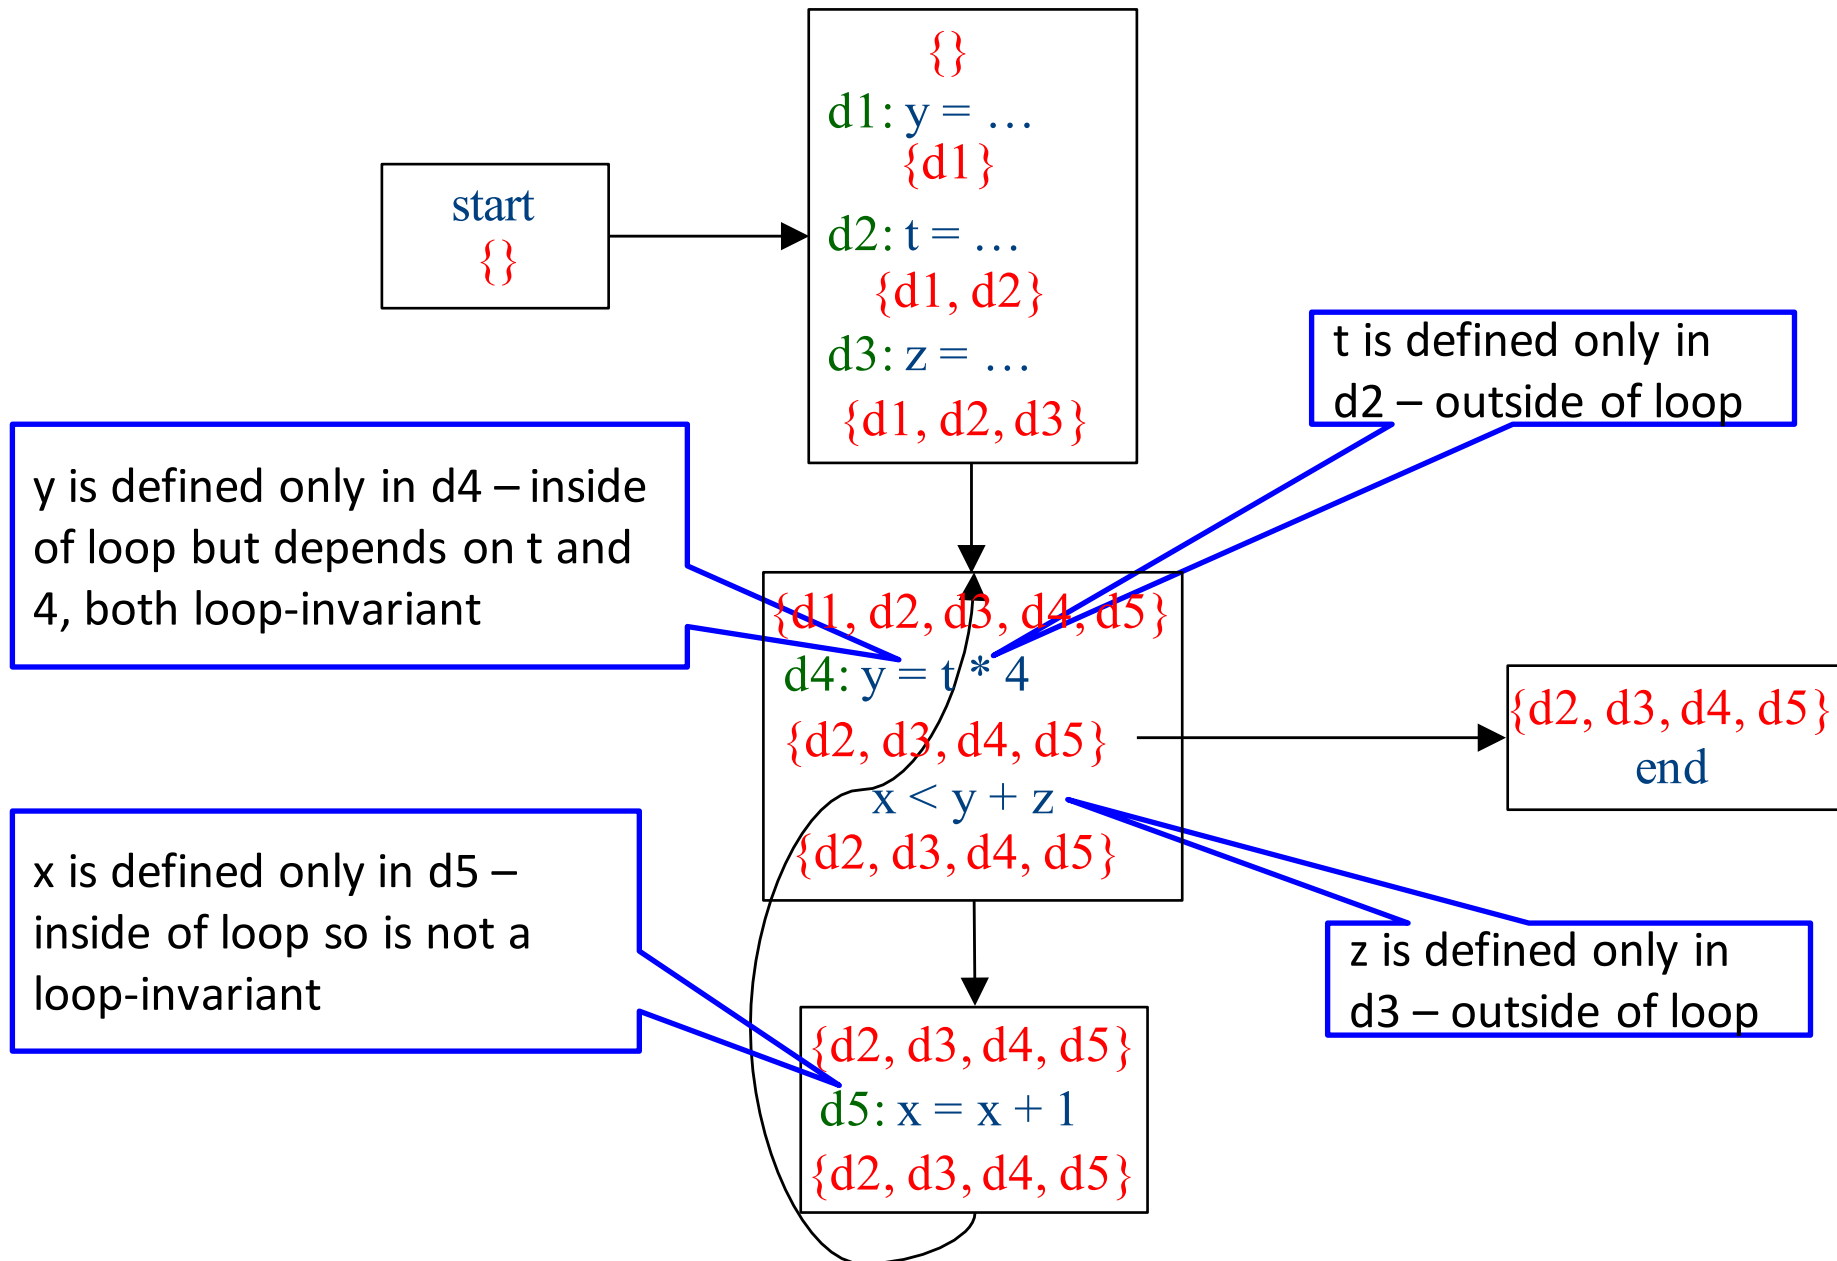 {}
d1: y = …
{d1}
start
{}
d2: t = …
{d1, d2}
d3: z = …
{d1, d2, d3}
t is defined only in
d2 – outside of loop
y is defined only in d4 – inside
of loop but depends on t and
4, both loop-invariant
{d1, d2, d3, d4, d5}
d4: y = t * 4
{d2, d3, d4, d5}
x < y + z
{d2, d3, d4, d5}
{d2, d3, d4, d5}
end
x is defined only in d5 –
inside of loop so is not a
loop-invariant
z is defined only in
d3 – outside of loop
{d2, d3, d4, d5}
d5: x = x + 1
{d2, d3, d4, d5}